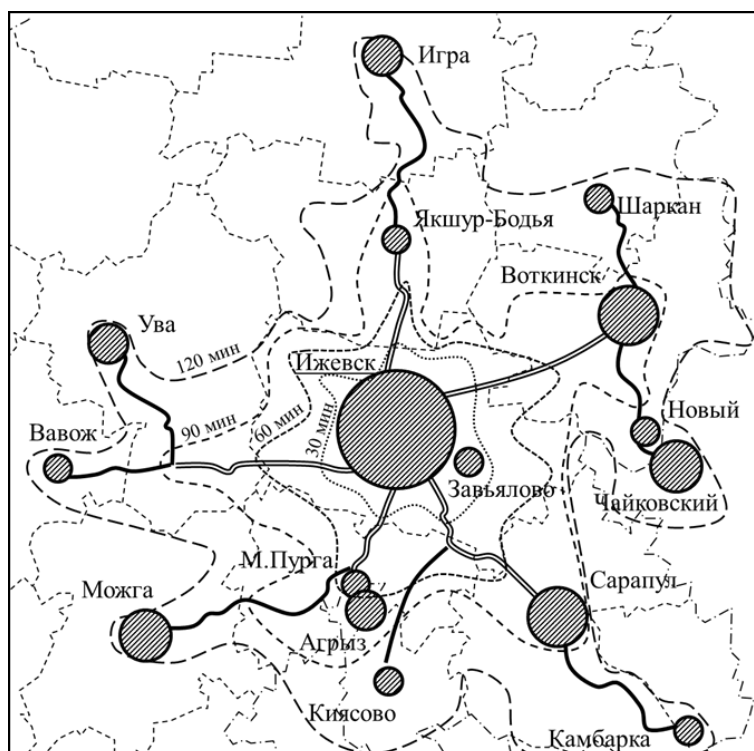 Игра
Шаркан
Якшур-Бодья
Воткинск
Ува
120 мин
Ижевск
90 мин
60 мин
30 мин
Новый
Вавож
Завьялово
Чайковский
М.Пурга
Можга
Сарапул
Агрыз
Киясово
Камбарка